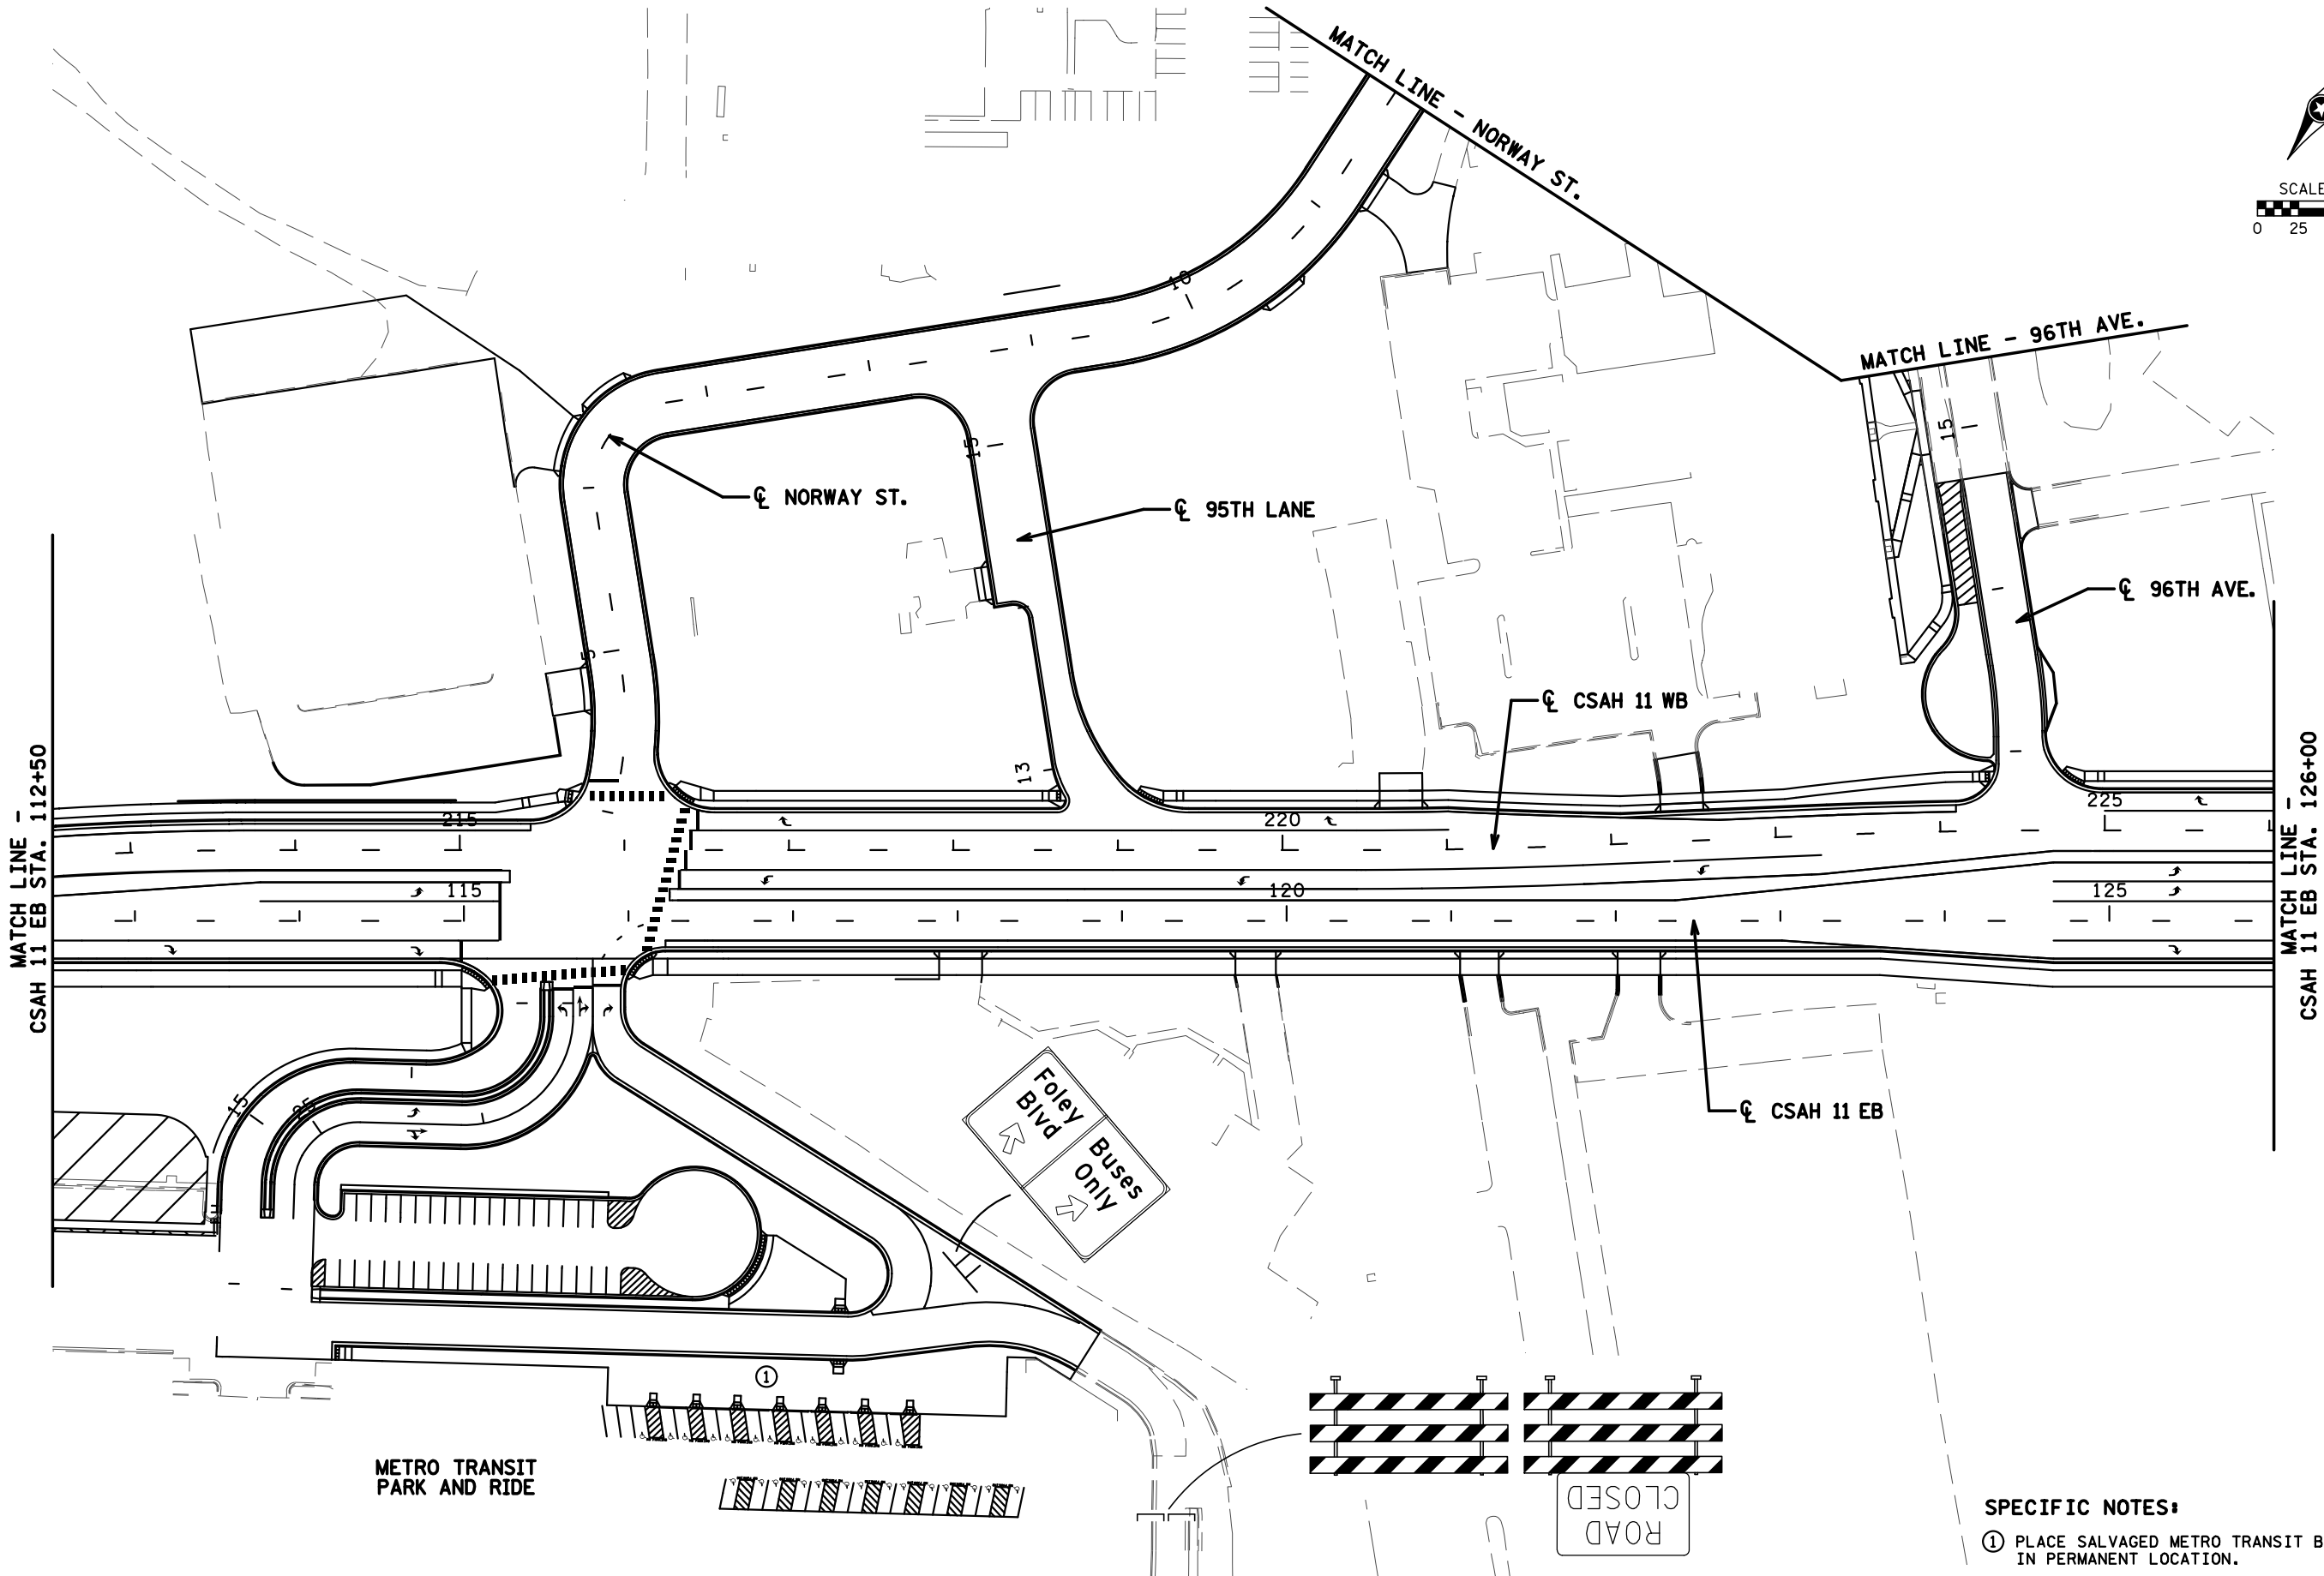 MATCH LINE - NORWAY ST.
SCALE
0 25
10
MATCH LINE - 96TH AVE.
15
15
℄ NORWAY ST.
℄ 95TH LANE
℄ 96TH AVE.
5
℄ CSAH 11 WB
13
MATCH LINE -
CSAH 11 EB STA. 112+50
MATCH LINE -
CSAH 11 EB STA. 126+00
215
220
225
115
120
125
15
25
Foley
Blvd
Buses
Only
℄ CSAH 11 EB
1
METRO TRANSIT
PARK AND RIDE
ROAD
CLOSED
SPECIFIC NOTES:
1 PLACE SALVAGED METRO TRANSIT B
IN PERMANENT LOCATION.